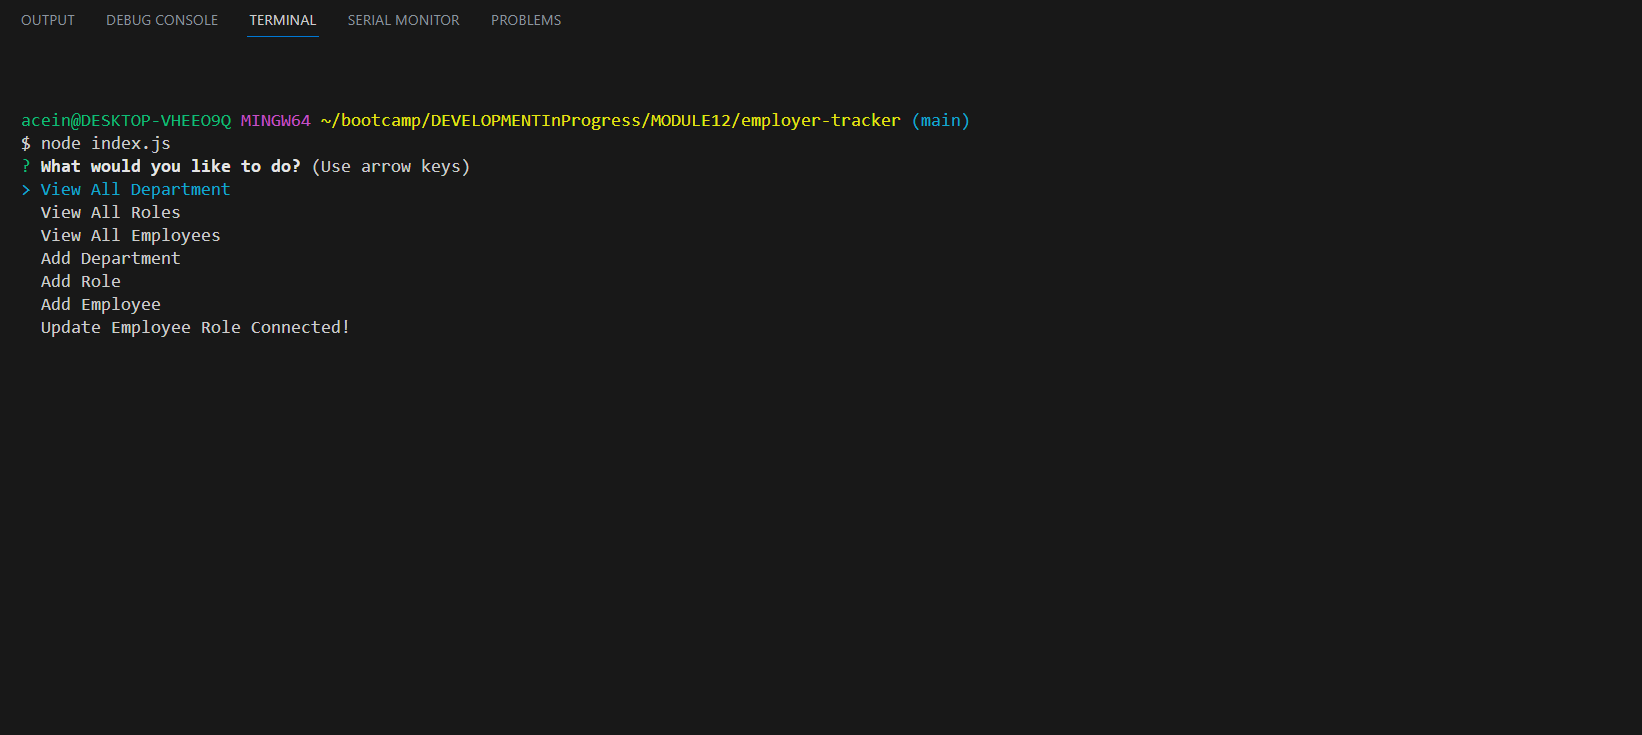 OUTPUT DEBUG CONSOLE TERMINAL SERIAL MONITOR PROBLEMS
acein@DESKTOP-VHEEO9Q MINGW64 ~/bootcamp/DEVELOPMENTInProgress/MODULE12/employer-tracker (main)
$ node index.js
? What would you like to do? (Use arrow keys)
> View All Department
View All Roles
View All Employees
Add Department
Add Role
Add Employee
Update Employee Role Connected!